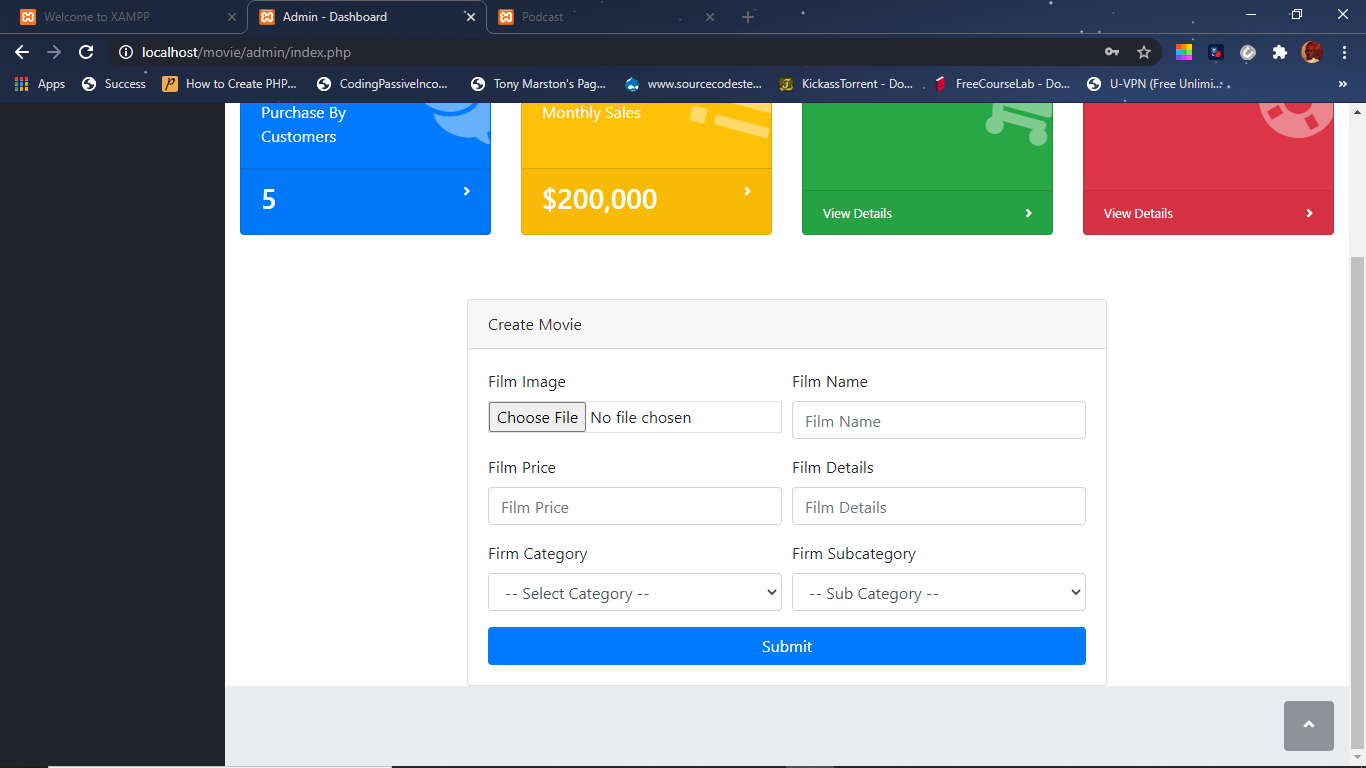 Welcome to XAMPP
Admin - Dashboard
Podcast
localhost/movie/admin/index.php
Apps
Success
How to Create PHP...
CodingPassiveInco...
Tony Marston's Pag...
www.sourcecodeste...
KickassTorrent - Do...
FreeCourseLab - Do...
U-VPN (Free Unlimi...
»
Purchase By
Customers
Monthly Sales
5
$200,000
View Details
View Details
Create Movie
Film Image
Film Name
Choose File No file chosen
Film Name
Film Price
Film Details
Film Price
Film Details
Firm Category
Firm Subcategory
-- Select Category --
-- Sub Category --
Submit